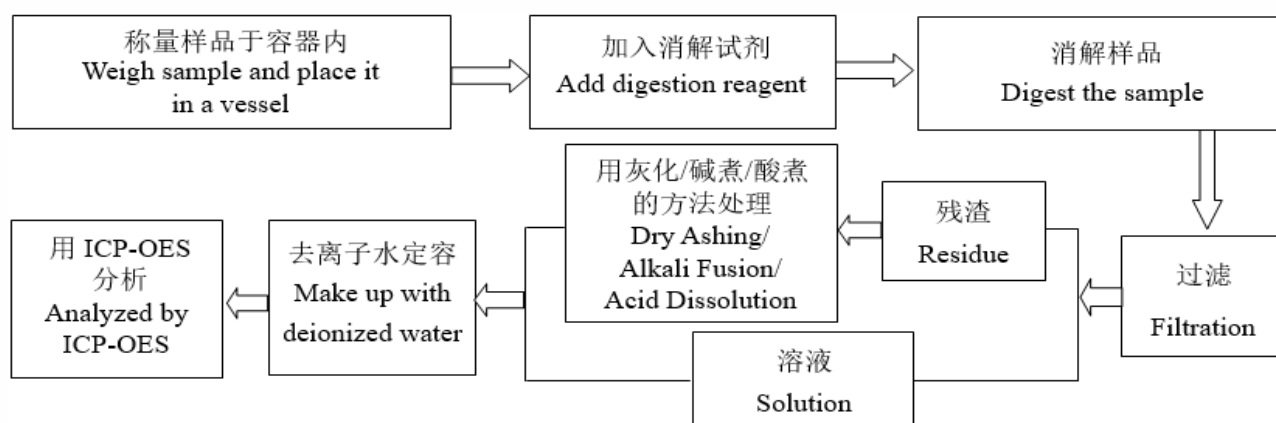 称量样品于容器内
Weigh sample and place it
in a vessel
加入消解试剂
Add digestion reagent
消解样品
Digest the sample
过滤
Filtration
残渣
Residue
用灰化/碱煮/酸煮
的方法处理
Dry Ashing/
Alkali Fusion/
Acid Dissolution
溶液
Solution
去离子水定容
Make up with
deionized water
用 ICP-OES
分析
Analyzed by
ICP-OES